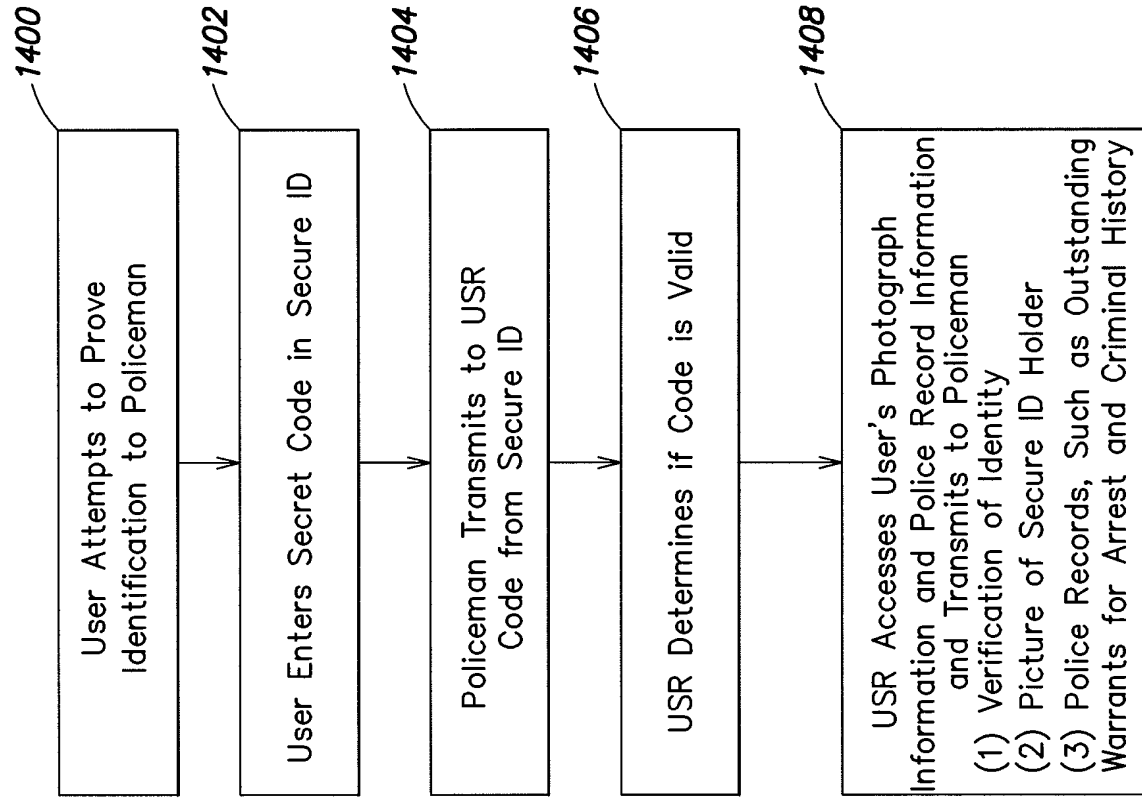 1400
User Attempts to Prove
Identification to Policeman
1402
User Enters Secret Code in Secure ID
1404
Policeman Transmits to USR
Code from Secure ID
1406
USR Determines if Code is Valid
1408
USR Accesses User's Photograph
Information and Police Record Information
and Transmits to Policeman
(1) Verification of Identity
(2) Picture of Secure ID Holder
(3) Police Records, Such as Outstanding
Warrants for Arrest and Criminal History